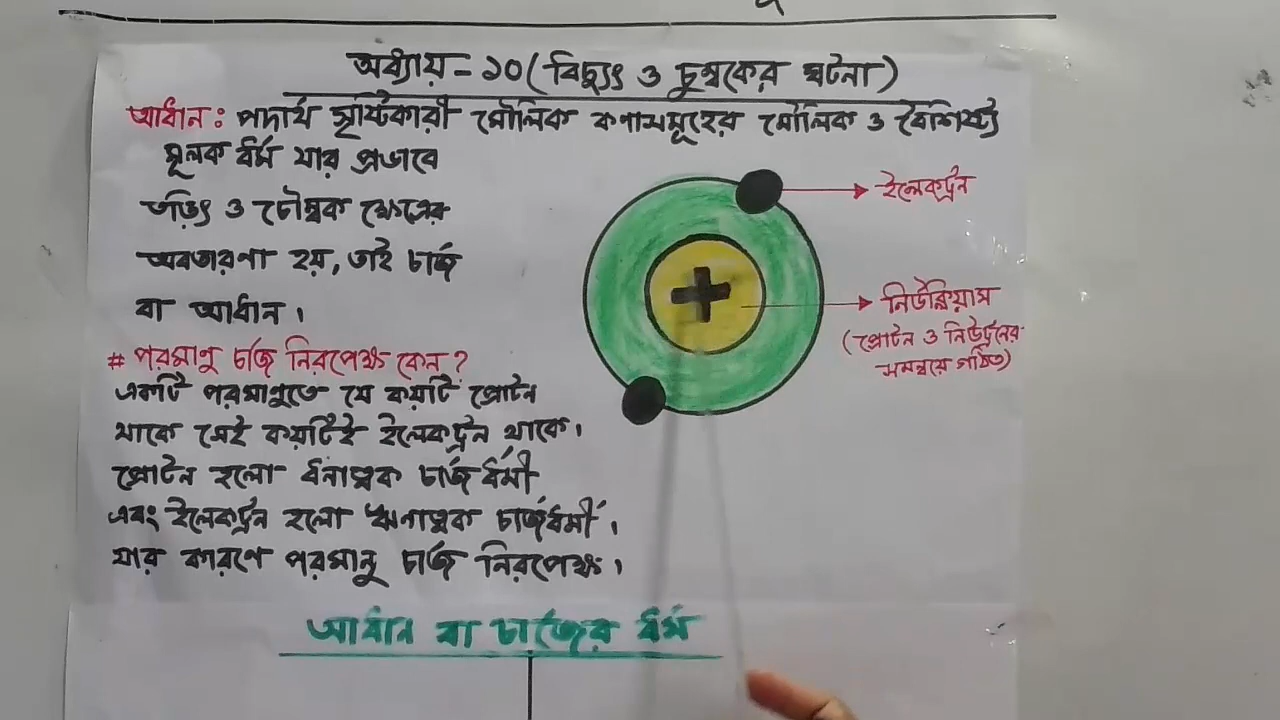 অধ্যায় - ১০ ( বিদ্যুৎ ও চুম্বকের ঘটনা )
আধান : পদার্থ সৃষ্টিকারী মৌলিক কণাসমূহের মৌলিক ও বৈশিষ্ট্য
মূলক ধর্ম যার প্রভাবে
তড়িৎ ও চৌম্বক ক্ষেত্রের
অবতারণা হয়, তাই চার্জ
বা আধান।
ইলেকট্রন
নিউক্লিয়াস
(প্রোটন ও নিউট্রনের
সমন্বয়ে গঠিত)
# পরমানু চার্জ নিরপেক্ষ কেন ?
একটি পরমাণুতে যে কয়টি প্রোটন
থাকে সেই কয়টিই ইলেকট্রন থাকে।
প্রোটন হলো ধনাত্মক চার্জ ধর্মী
এবং ইলেকট্রন হলো ঋণাত্মক চার্জধর্মী।
যার কারণে পরমানু চার্জ নিরপেক্ষ।
আধান বা চার্জের ধর্ম